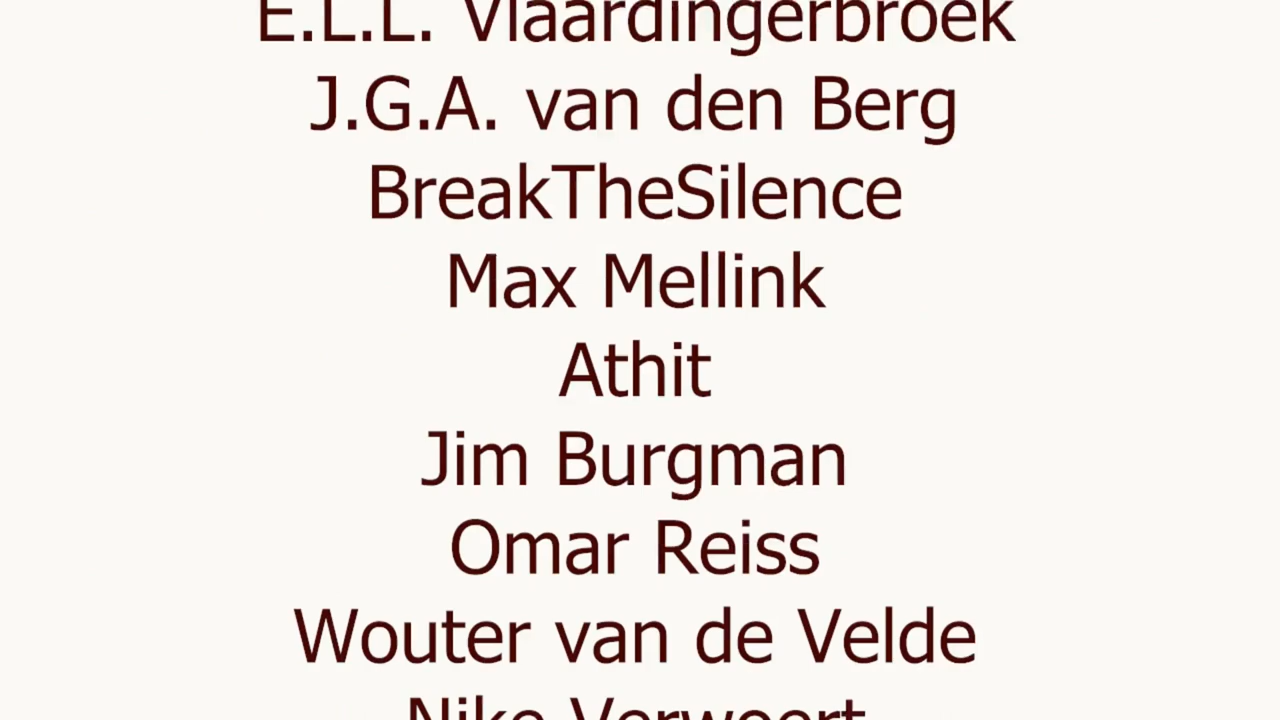 E.L.L. Vlaardingerbroek
J.G.A. van den Berg
BreakTheSilence
Max Mellink
Athit
Jim Burgman
Omar Reiss
Wouter van de Velde